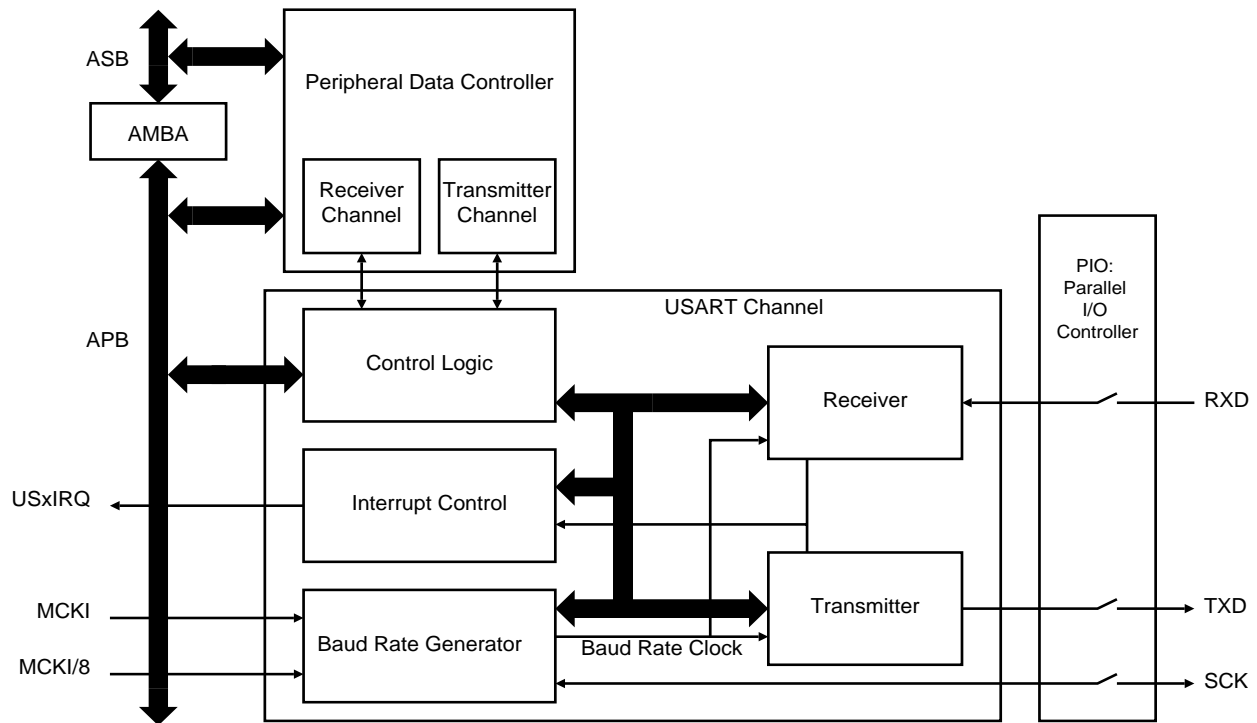 ASB
Peripheral Data Controller
AMBA
Receiver
Channel
Transmitter
Channel
PIO:
Parallel
I/O
Controller
USART Channel
APB
Control Logic
Receiver
RXD
USxIRQ
Interrupt Control
MCKI
Baud Rate Generator
Transmitter
TXD
Baud Rate Clock
MCKI/8
SCK